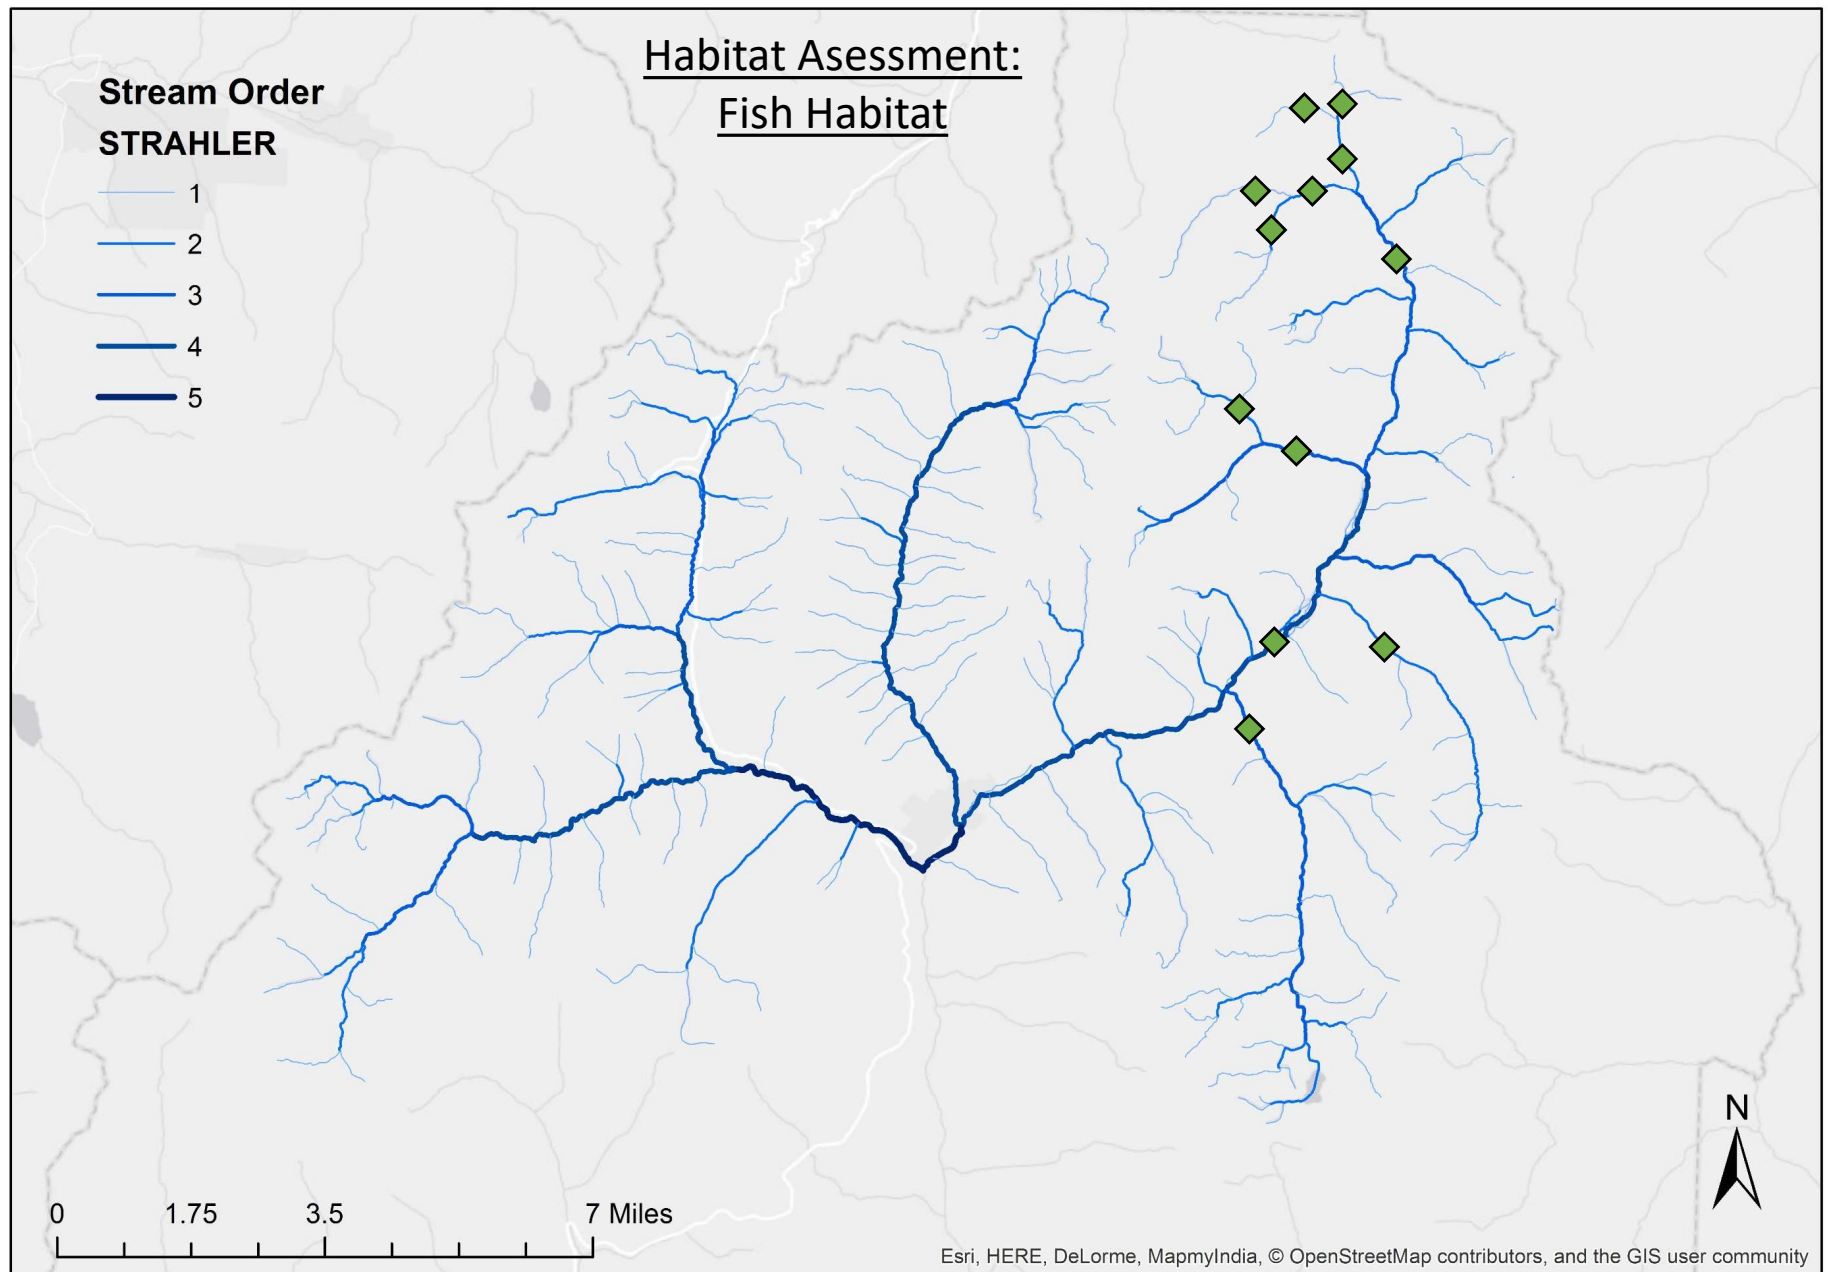 Habitat Asessment:
Fish Habitat
Stream Order
STRAHLER
1
2
3
4
5
N
0 1.75 3.5 7 Miles
Esri, HERE, DeLorme, MapmyIndia, © OpenStreetMap contributors, and the GIS user community